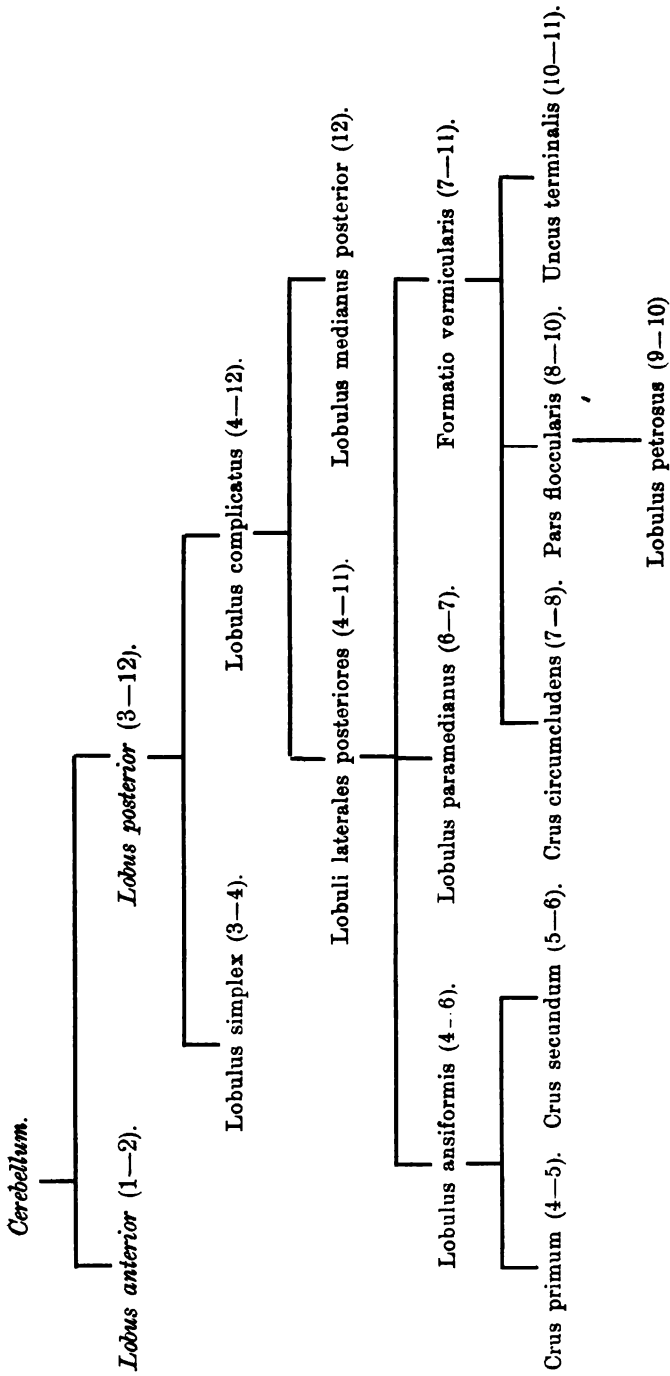 Cerebellum.
Lobus anterior (1—2). Lobus posterior (3—12).
Lobulus simplex (3—4). Lobulus complicatus (4—12).
Lobuli laterales posteriores (4—11). Lobulus medianus posterior (12).
Lobulus ansiformis (4—6). Lobulus paramedianus (6—7). Formatio vermicularis (7—11).
Crus primum (4—5). Crus secundum (5—6). Crus circumcludens (7—8). Pars floccularis (8—10). Uncus terminalis (10—11).
Lobulus petrosus (9—10)